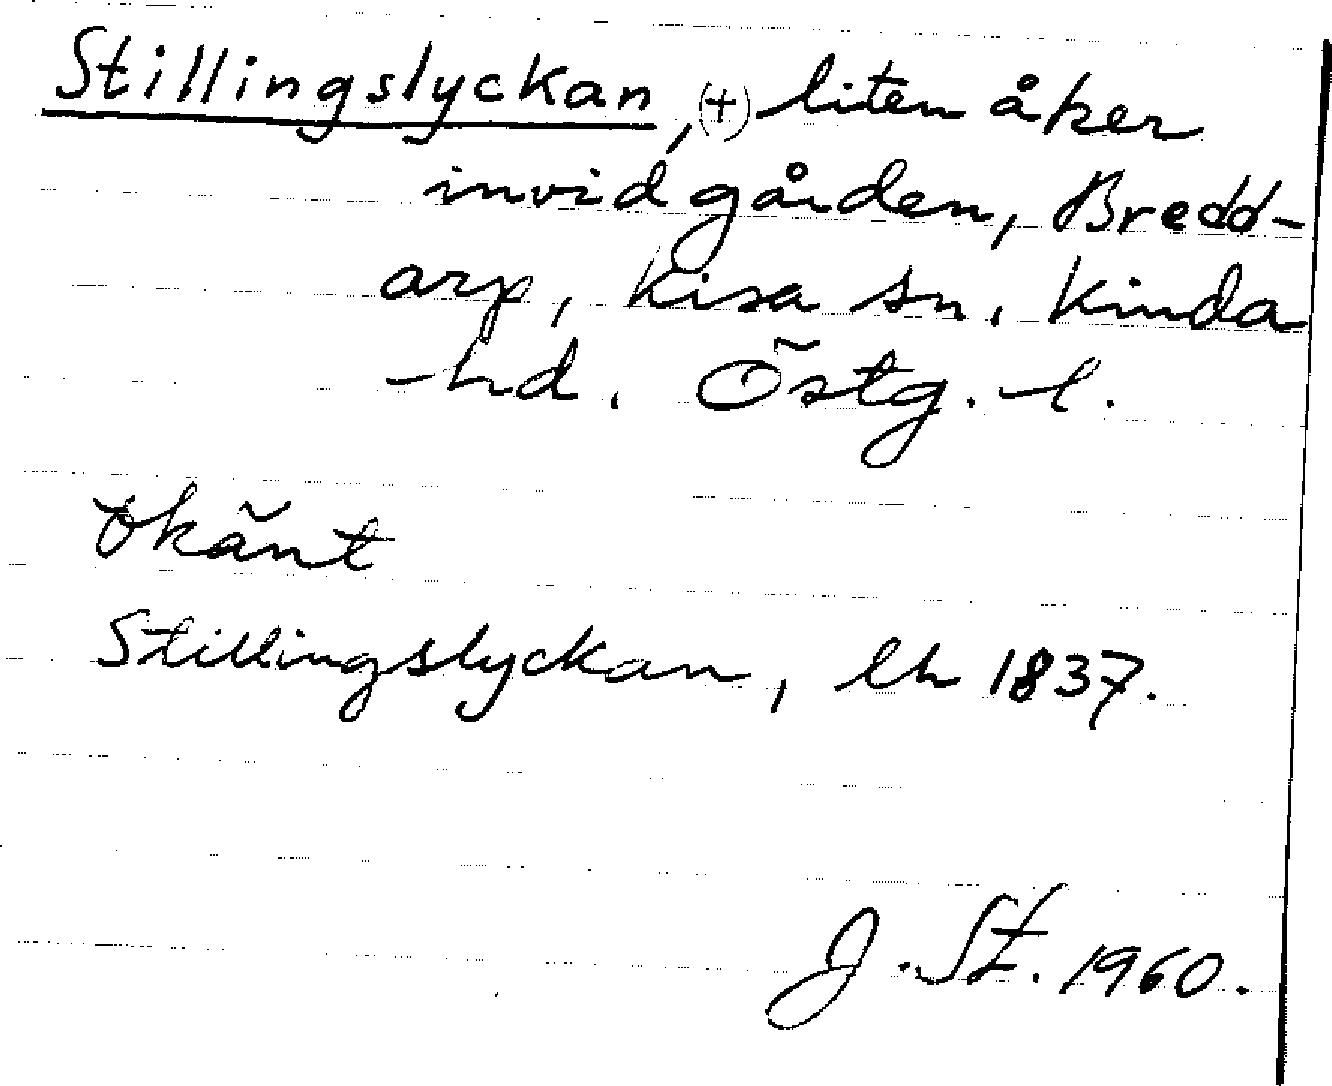 Stillingslyckan, (+) liten åker
invid gården, Bredd-
arp, Kisa sn. Kinda
hd. Östg. l.
okänt
Stillingslyckan, lh 1837.
J. St. 1960.